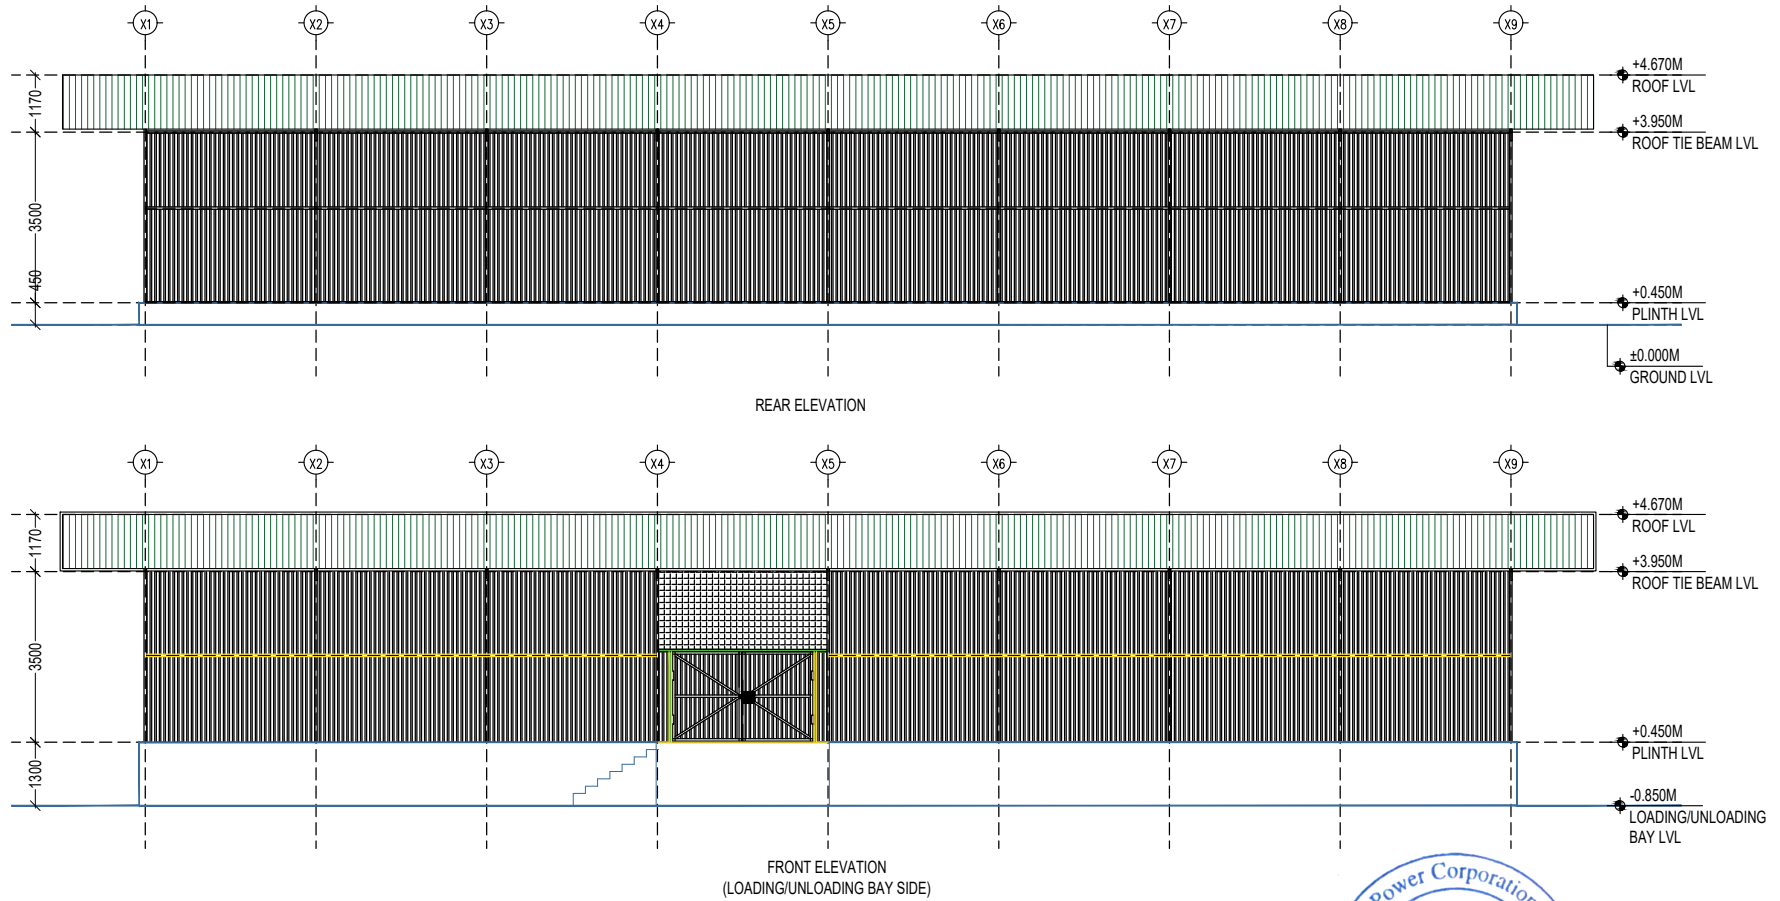 X1 X2 X3 X4 X5 X6 X7 X8 X9
+4.670M
ROOF LVL
1170
+3.950M
ROOF TIE BEAM LVL
3500
450
+0.450M
PLINTH LVL
±0.000M
GROUND LVL
REAR ELEVATION
X1 X2 X3 X4 X5 X6 X7 X8 X9
+4.670M
ROOF LVL
1170
+3.950M
ROOF TIE BEAM LVL
3500
+0.450M
PLINTH LVL
1300
-0.850M
LOADING/UNLOADING
BAY LVL
FRONT ELEVATION
(LOADING/UNLOADING BAY SIDE)
Power Corporation